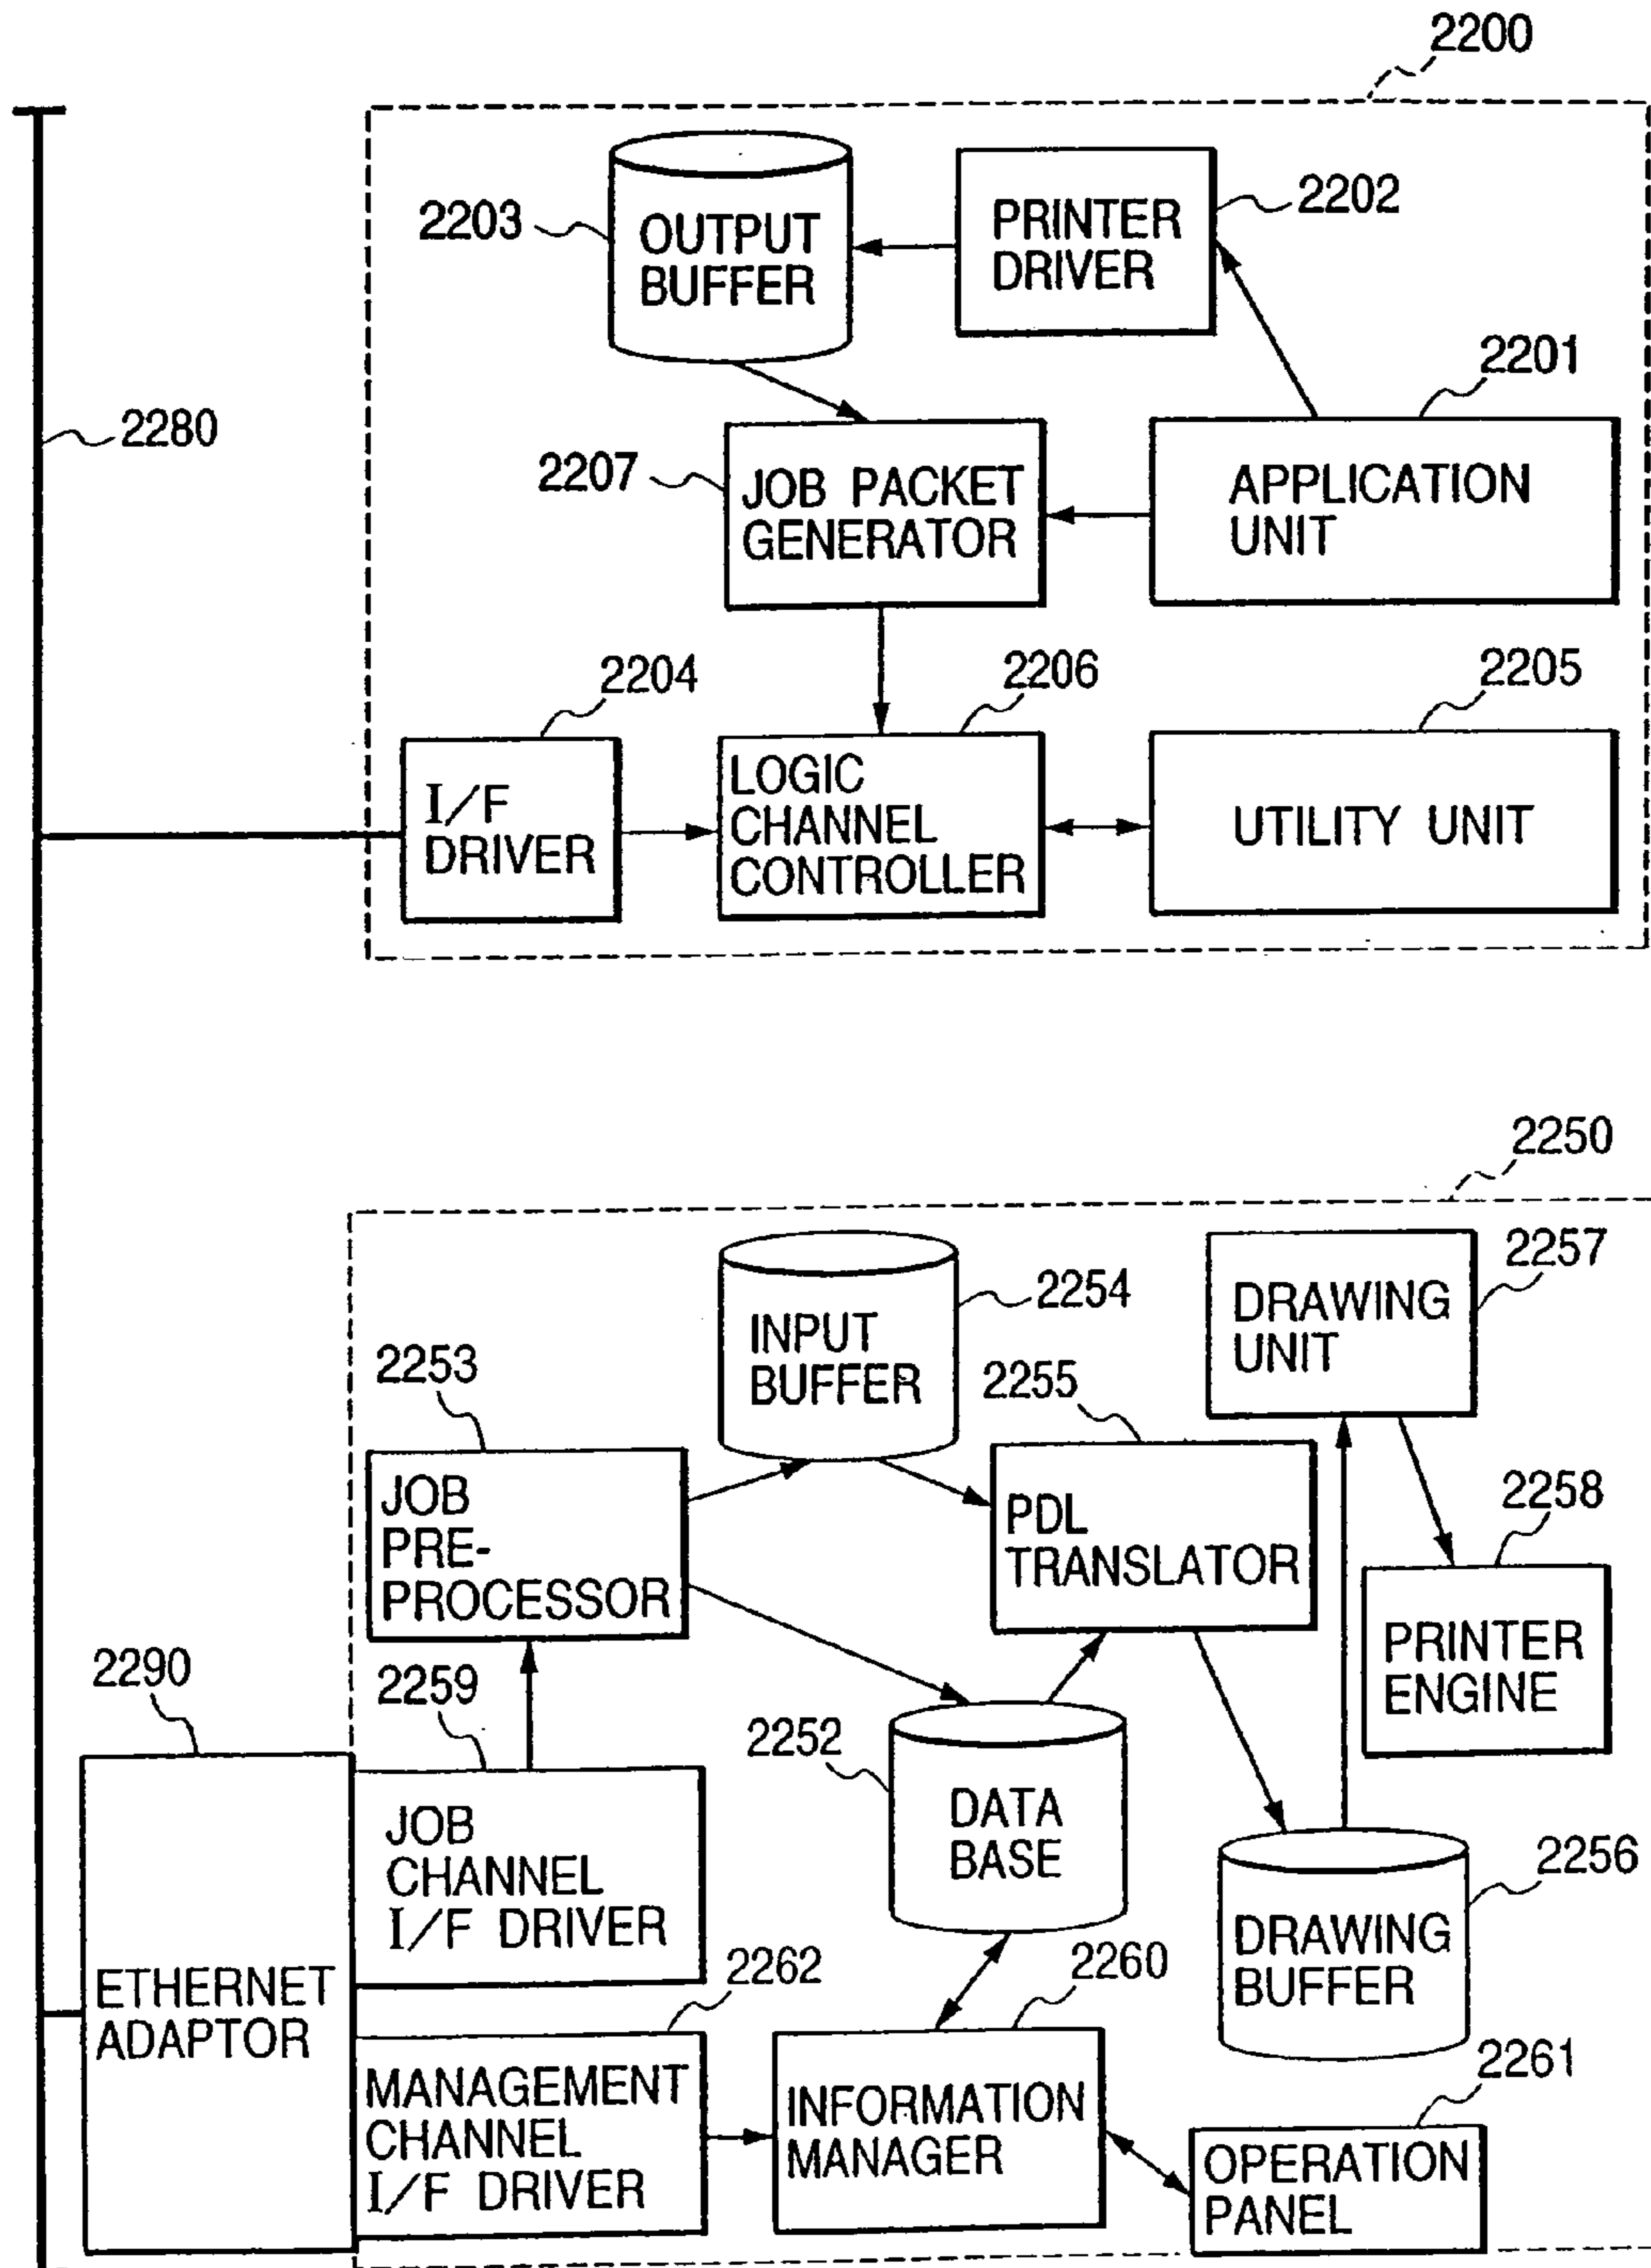 2200
2203
OUTPUT
BUFFER
PRINTER
DRIVER
2202
2201
2280
2207
JOB PACKET
GENERATOR
APPLICATION
UNIT
2204
2206
2205
I/F
DRIVER
LOGIC
CHANNEL
CONTROLLER
UTILITY UNIT
2250
2257
2254
INPUT
BUFFER
DRAWING
UNIT
2253
2255
JOB
PRE-
PROCESSOR
PDL
TRANSLATOR
2258
PRINTER
ENGINE
2290
2259
2252
DATA
BASE
JOB
CHANNEL
I/F DRIVER
2256
DRAWING
BUFFER
ETHERNET
ADAPTOR
2262
2260
MANAGEMENT
CHANNEL
I/F DRIVER
INFORMATION
MANAGER
2261
OPERATION
PANEL